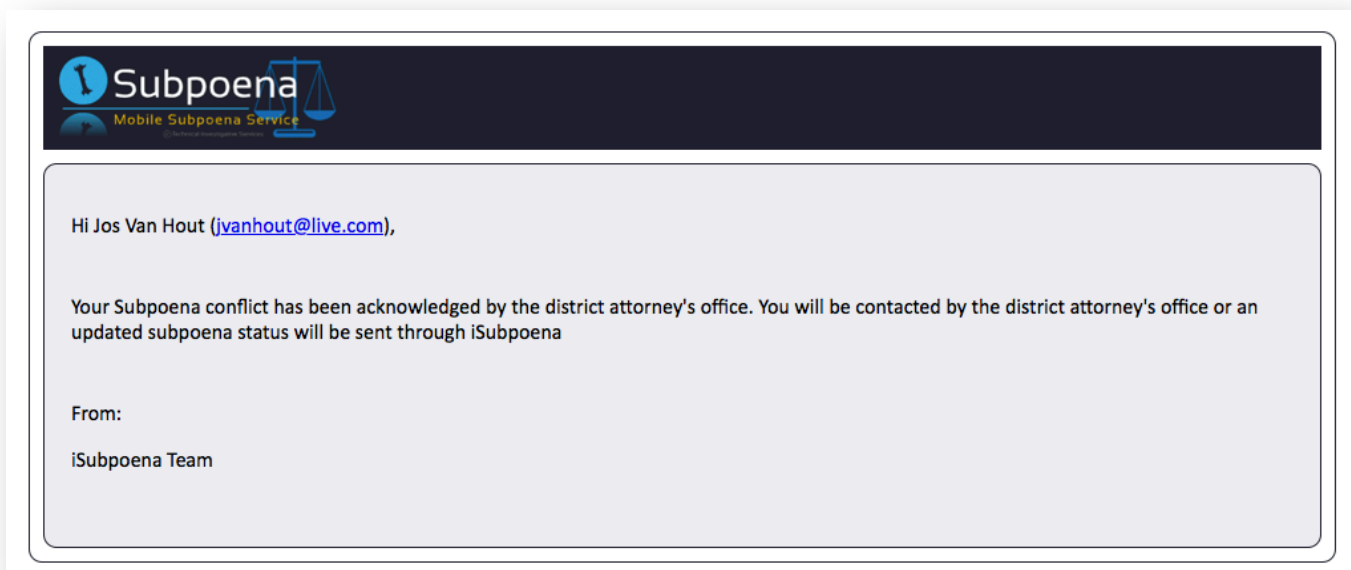 Subpoena
Mobile Subpoena Service
Hi Jos Van Hout (jvanhout@live.com),
Your Subpoena conflict has been acknowledged by the district attorney's office. You will be contacted by the district attorney's office or an
updated subpoena status will be sent through iSubpoena
From:
iSubpoena Team